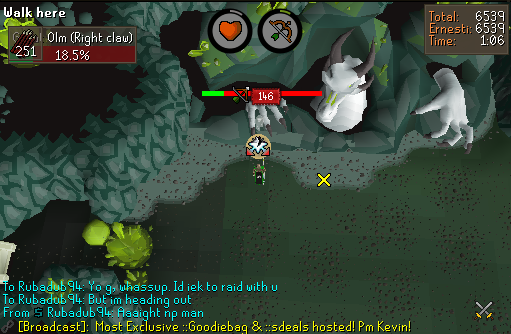 Walk here
Total: 6539
Ernesti: 6539
Time: 1:06
Olm (Right claw)
251
18.5%
146
To Rubadub94: Yo g, whassup. Id iek to raid with u
To Rubadub94: But im heading out
From S Rubadub94: Aaaight np man
[Broadcast]: Most Exclusive ::Goodiebag & ::sdeals hosted! Pm Kevin!